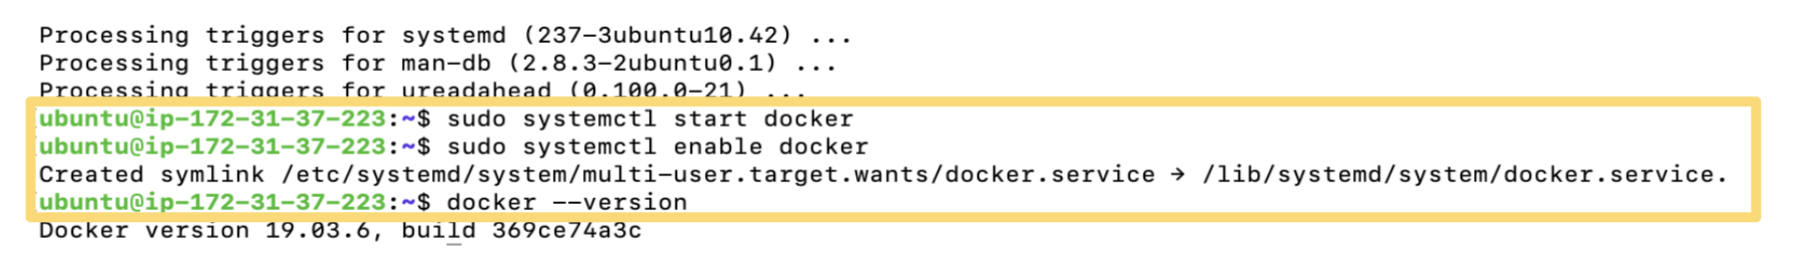 Processing triggers for systemd (237-3ubuntu10.42) ...
Processing triggers for man-db (2.8.3-2ubuntu0.1) ...
Processing triggers for ureadahead (0.100.0-21) ...
ubuntu@ip-172-31-37-223:~$ sudo systemctl start docker
ubuntu@ip-172-31-37-223:~$ sudo systemctl enable docker
Created symlink /etc/systemd/system/multi-user.target.wants/docker.service → /lib/systemd/system/docker.service.
ubuntu@ip-172-31-37-223:~$ docker --version
Docker version 19.03.6, build 369ce74a3c